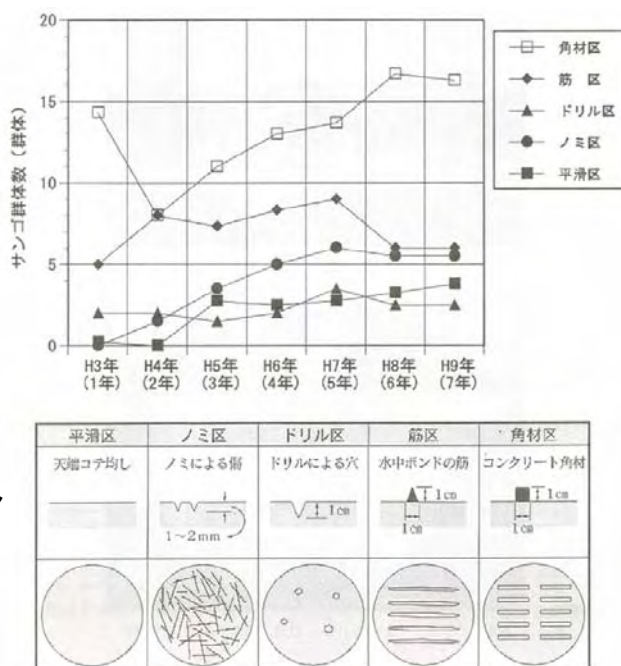 20
15
10
5
0
サンゴ群体数(群体)
H3年 H4年 H5年 H6年 H7年 H8年 H9年
(1年) (2年) (3年) (4年) (5年) (6年) (7年)
角材区
筋 区
ドリル区
ノミ区
平滑区
平滑区 ノミ区 ドリル区 筋区 角材区
天端コテ均し ノミによる傷 ドリルによる穴 水中ボンドの筋 コンクリート角材
1~2mm 1cm 1cm 1cm 1cm 1cm